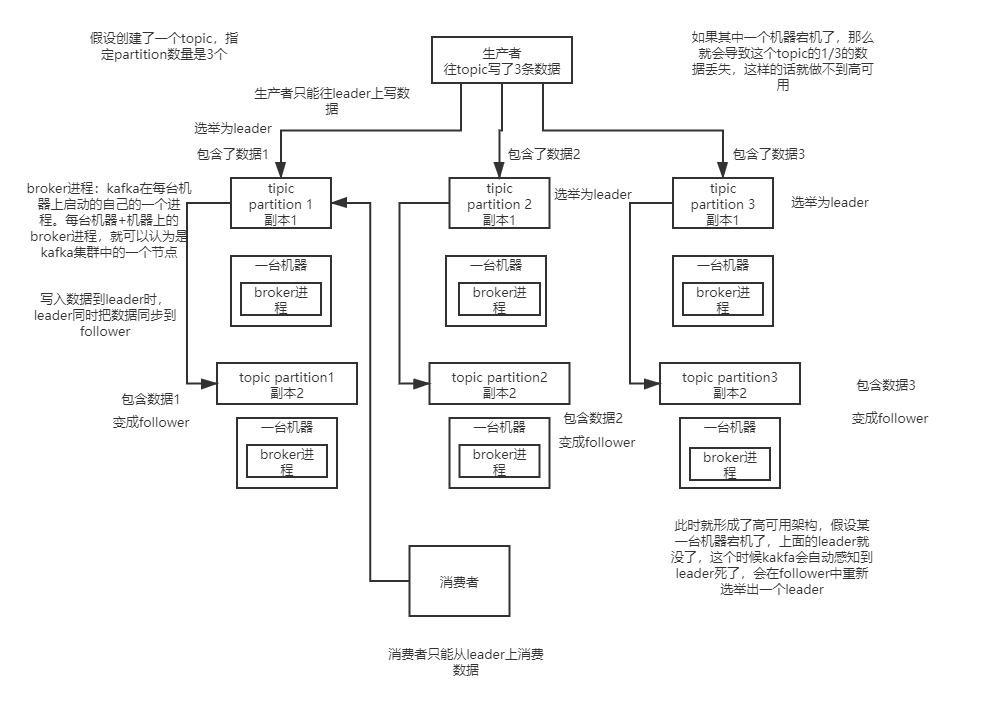 假设创建了一个topic，指
定partition数量是3个
生产者
往topic写了3条数据
如果其中一个机器宕机了，那么
就会导致这个topic的1/3的数
据丢失，这样的话就做不到高可
用
生产者只能往leader上写数
据
选举为leader
包含了数据1
包含了数据2
包含了数据3
broker进程：kafka在每台机
器上启动的自己的一个进
程。每台机器+机器上的
broker进程，就可以认为是
kafka集群中的一个节点
tipic
partition 1
副本1
tipic
partition 2
副本1
选举为leader
tipic
partition 3
副本1
选举为leader
一台机器
broker进
程
一台机器
broker进
程
一台机器
broker进
程
写入数据到leader时，
leader同时把数据同步到
follower
topic partition1
副本2
topic partition2
副本2
topic partition3
副本2
包含数据1
变成follower
包含数据2
变成follower
包含数据3
变成follower
一台机器
broker进
程
一台机器
broker进
程
一台机器
broker进
程
此时就形成了高可用架构，假设某
一台机器宕机了，上面的leader就
没了，这个时候kakfa会自动感知到
leader死了，会在follower中重新
选举出一个leader
消费者
消费者只能从leader上消费
数据